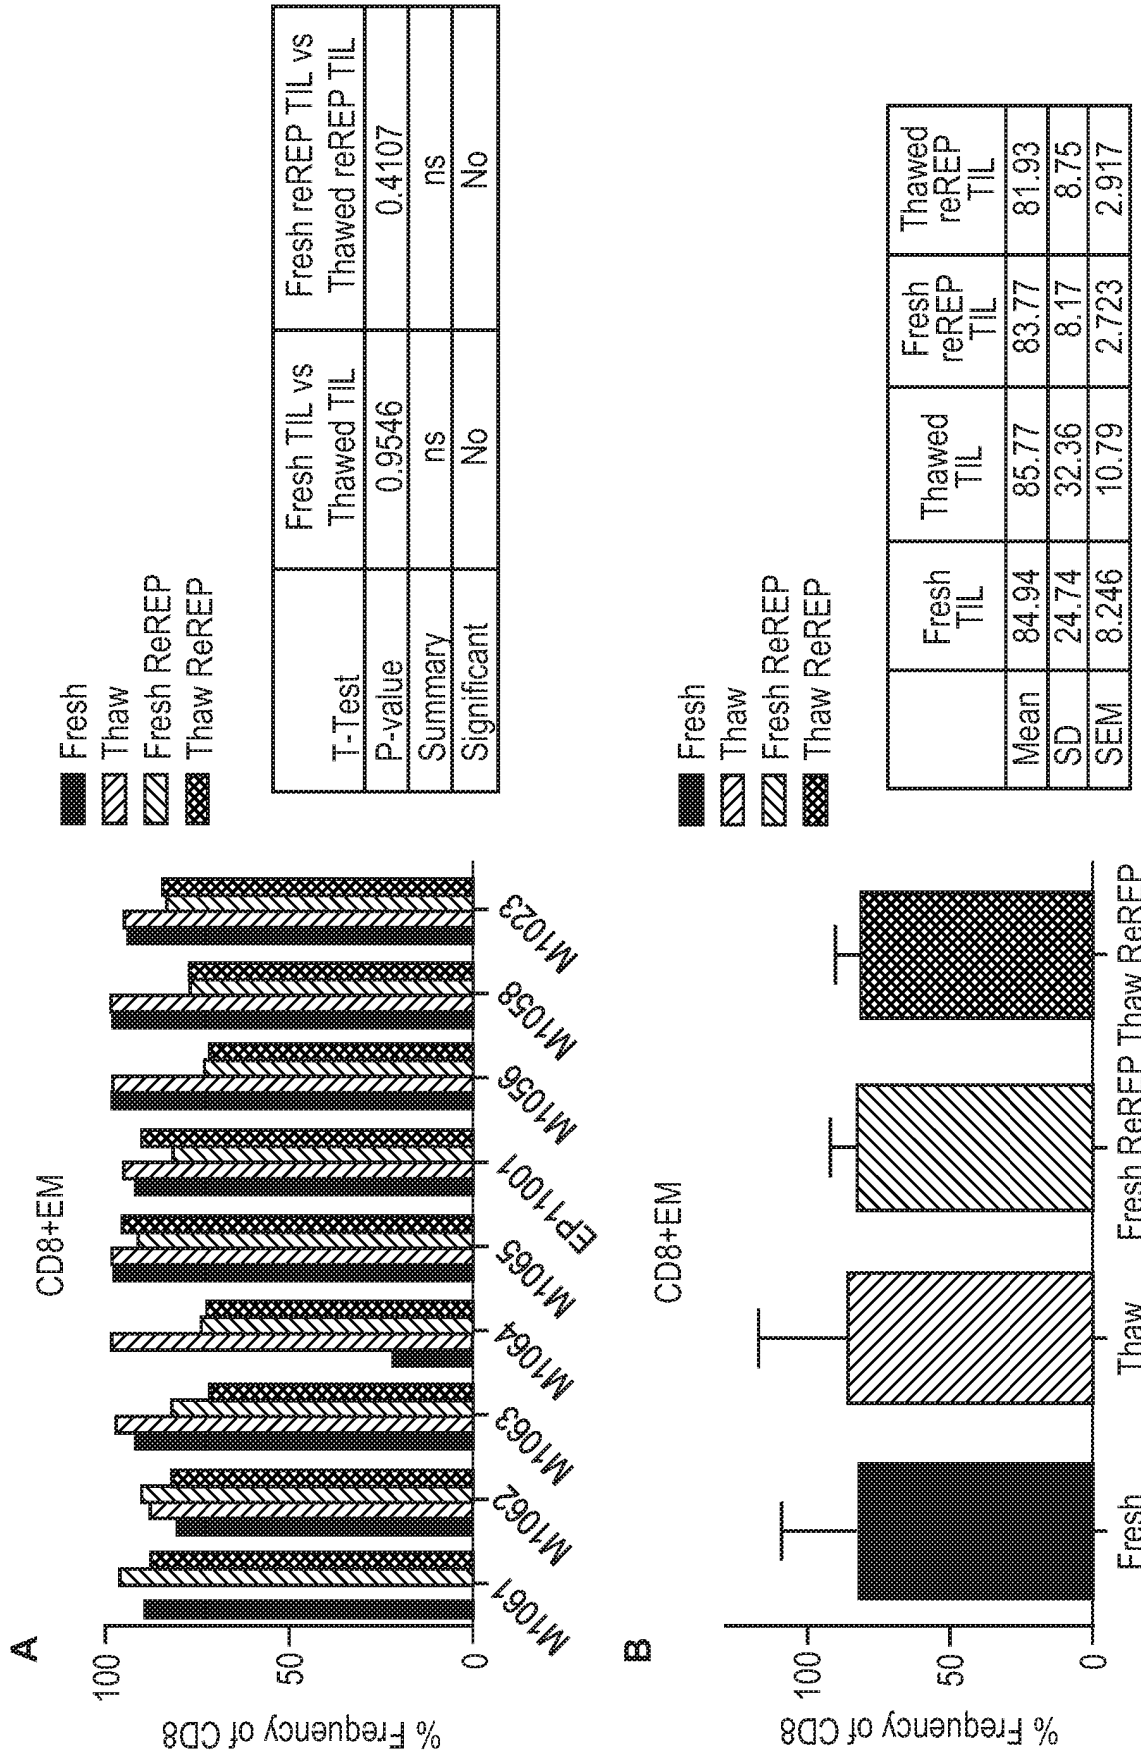 A
CD8+EM
% Frequency of CD8
100
50
0
M1061
M1062
M1063
M1064
M1065
EP11001
M1056
M1058
M1023
Fresh
Thaw
Fresh ReREP
Thaw ReREP
T-Test
Fresh TIL vs
Thawed TIL
Fresh reREP TIL vs
Thawed reREP TIL
P-value 0.9546 0.4107
Summary ns ns
Significant No No
B
CD8+EM
% Frequency of CD8
100
50
0
Fresh Thaw Fresh ReREP Thaw ReREP
Fresh
Thaw
Fresh ReREP
Thaw ReREP
Fresh
TIL
Thawed
TIL
Fresh
reREP
TIL
Thawed
reREP
TIL
Mean 84.94 85.77 83.77 81.93
SD 24.74 32.36 8.17 8.75
SEM 8.246 10.79 2.723 2.917